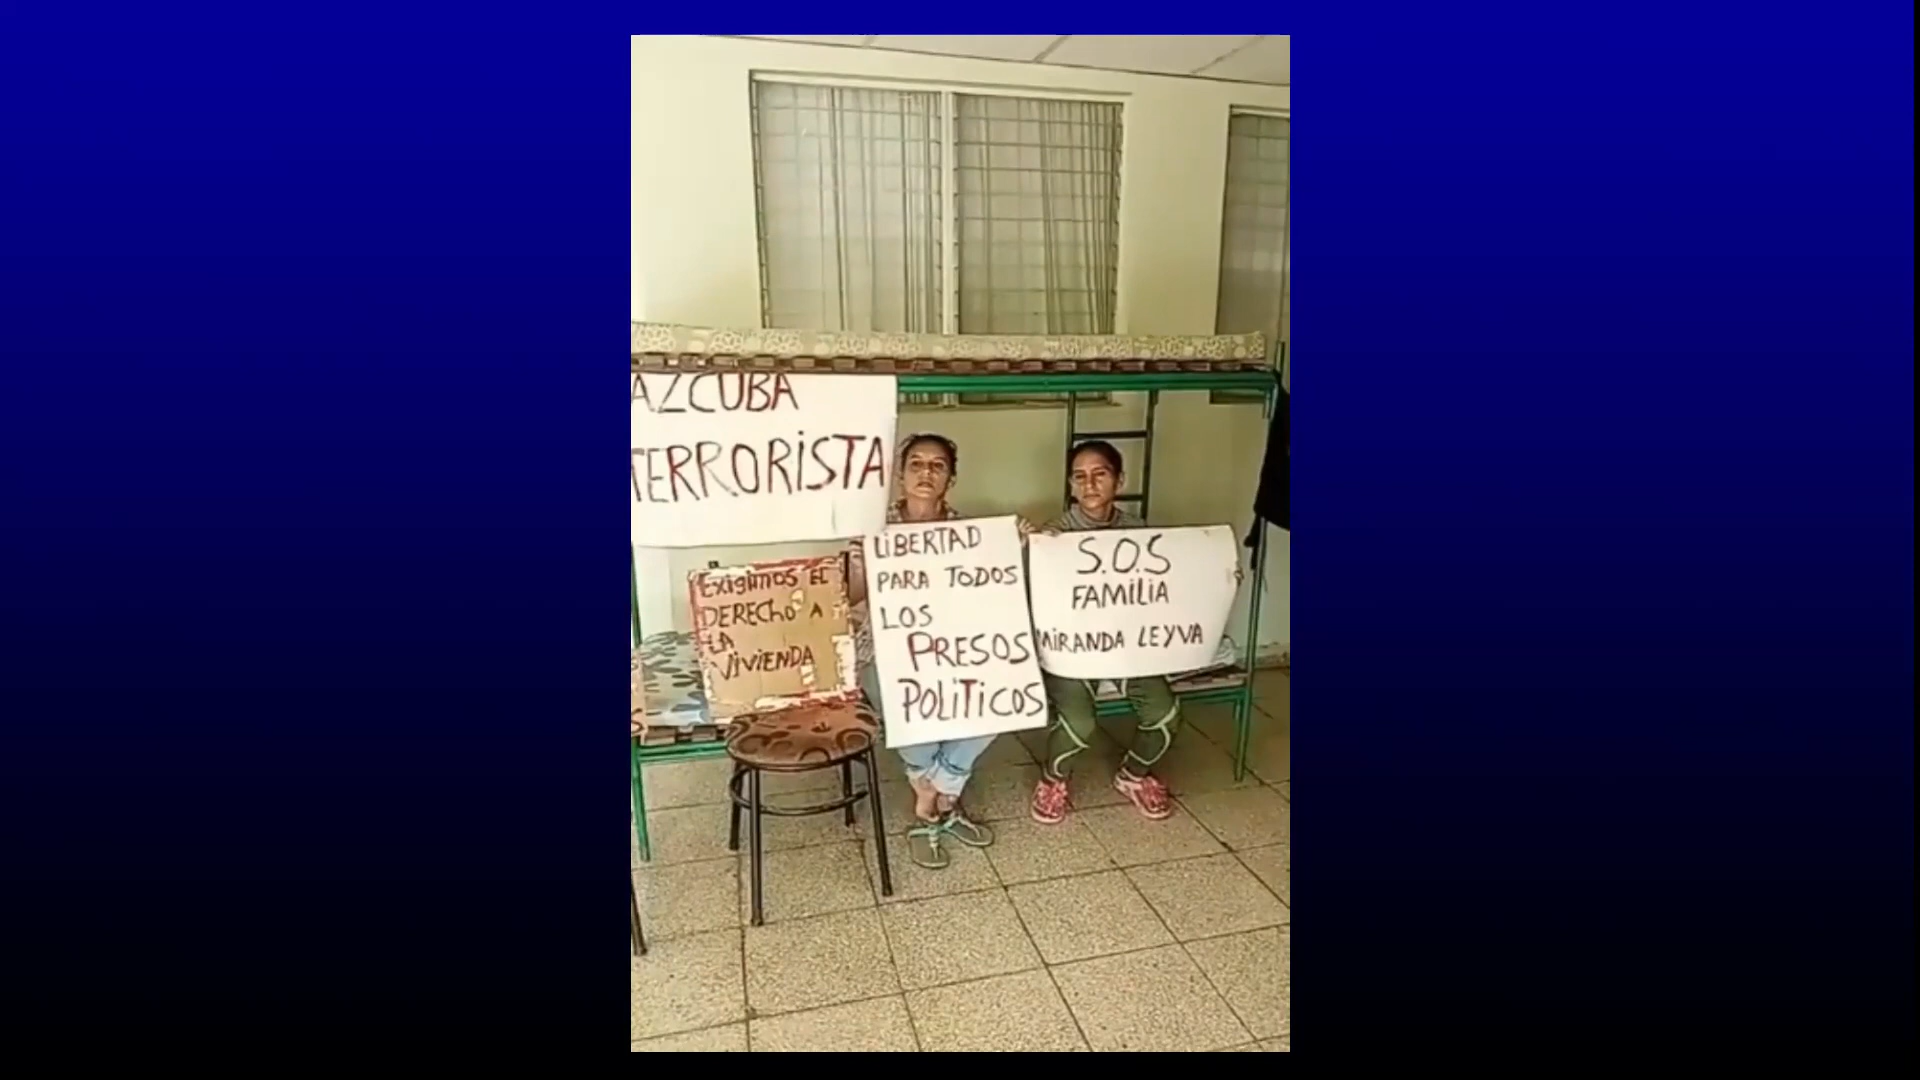 AZCUBA
TERRORISTA
EXigimos EL
DERECHO A
LA
ViViENDA
LiBERTAD
PARA TODOS
LOS
PRESOS
POLiTiCOS
S.O.S
FAMiLiA
MiRANDA LEYVA